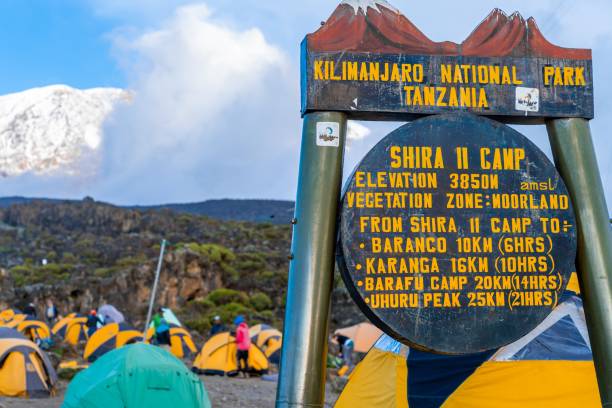 KILIMANJARO NATIONAL PARK
TANZANIA
SHIRA II CAMP
ELEVATION 3850M amsl
VEGETATION ZONE: MOORLAND
FROM SHIRA II CAMP TO:-
• BARANCO 10KM (6HRS)
• KARANGA 16KM (10HRS)
• BARAFU CAMP 20KM (14HRS)
• UHURU PEAK 25KM (21HRS)